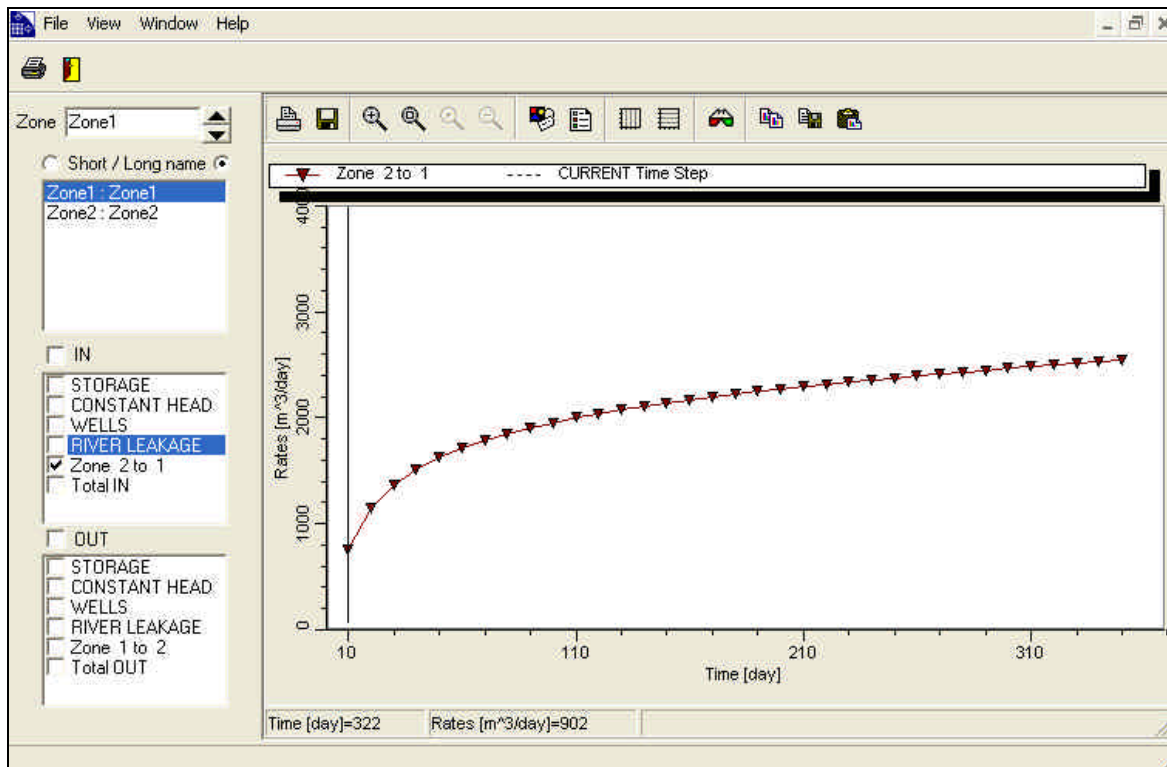 File View Window Help
Zone Zone1
Short / Long name
Zone1 : Zone1
Zone2 : Zone2
IN
STORAGE
CONSTANT HEAD
WELLS
RIVER LEAKAGE
Zone 2 to 1
Total IN
OUT
STORAGE
CONSTANT HEAD
WELLS
RIVER LEAKAGE
Zone 1 to 2
Total OUT
Zone 2 to 1 ---- CURRENT Time Step
4000
3000
2000
1000
0
Rates [m^3/day]
10 110 210 310
Time [day]
Time [day]=322 Rates [m^3/day]=902